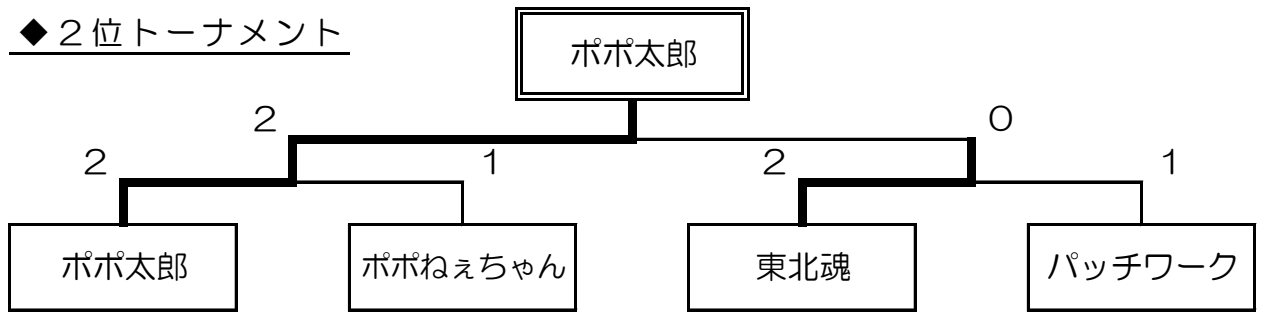 ◆２位トーナメント
ポポ太郎
２ ０
２ １ ２ １
ポポ太郎 ポポねぇちゃん 東北魂 パッチワーク